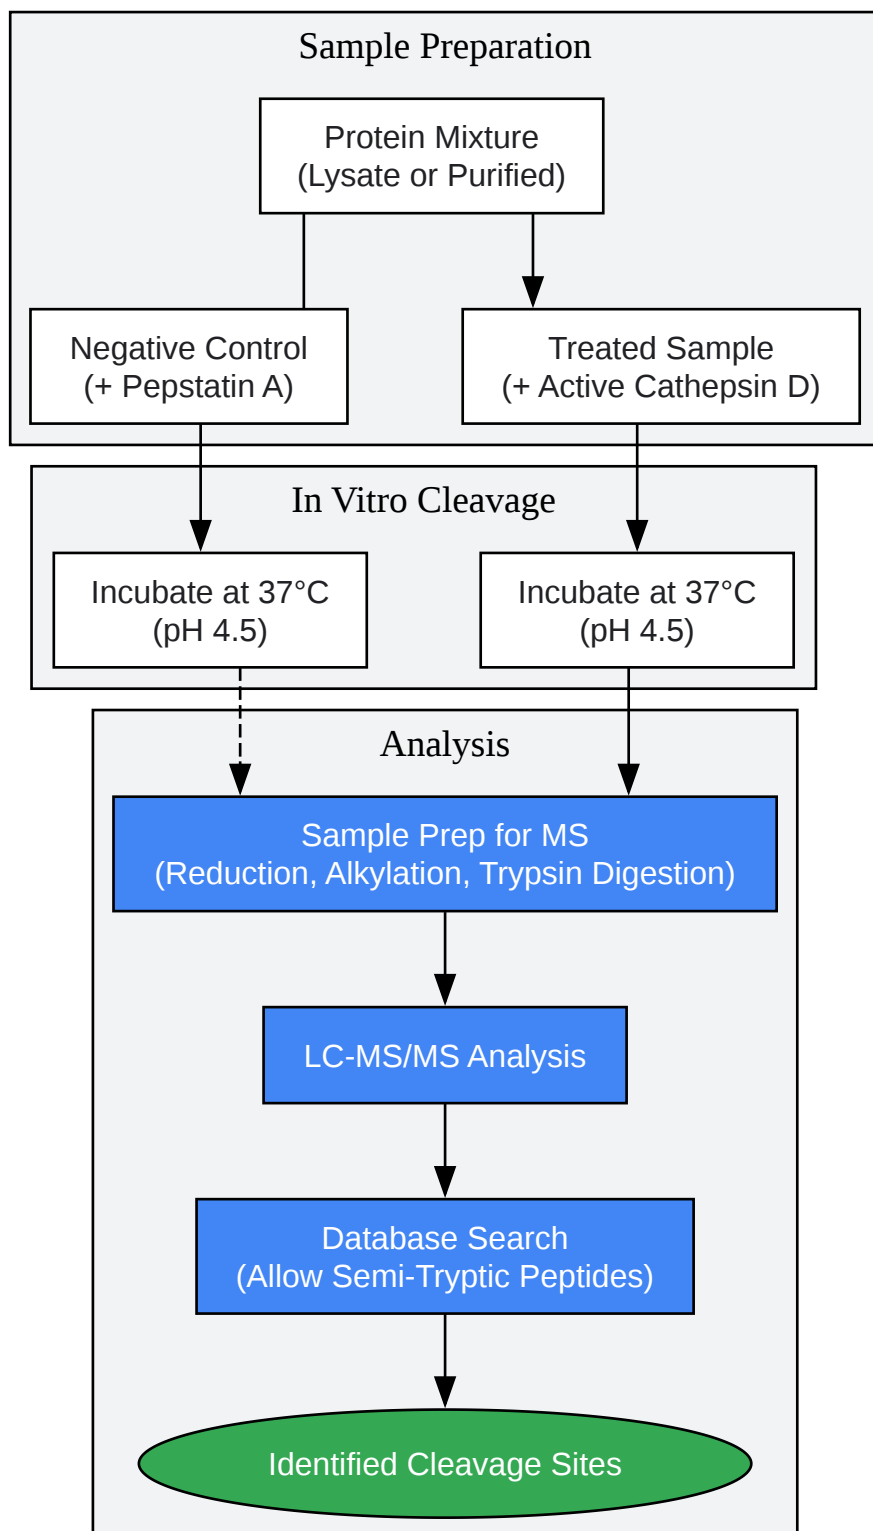 Sample Preparation
Protein Mixture
(Lysate or Purified)
Negative Control
(+ Pepstatin A)
Treated Sample
(+ Active Cathepsin D)
In Vitro Cleavage
Incubate at 37°C
(pH 4.5)
Incubate at 37°C
(pH 4.5)
Analysis
Sample Prep for MS
(Reduction, Alkylation, Trypsin Digestion)
LC-MS/MS Analysis
Database Search
(Allow Semi-Tryptic Peptides)
Identified Cleavage Sites